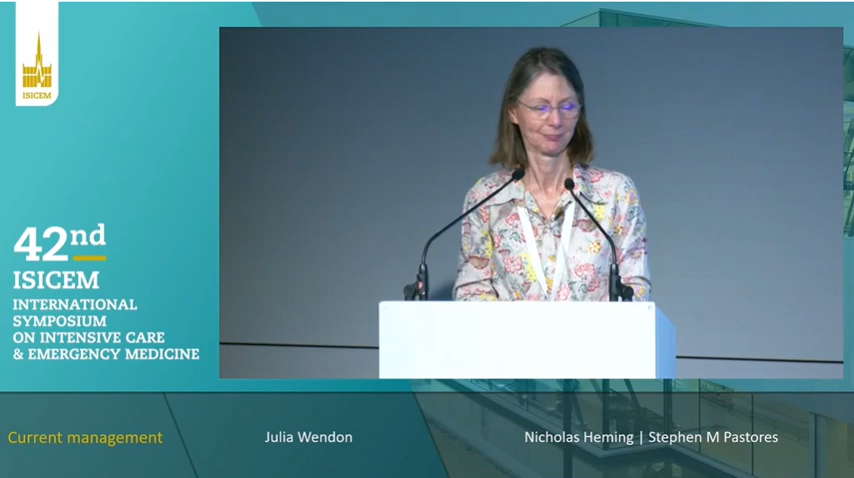 ISICEM
42nd
ISICEM
INTERNATIONAL
SYMPOSIUM
ON INTENSIVE CARE
& EMERGENCY MEDICINE
Current management
Julia Wendon
Nicholas Heming | Stephen M Pastores